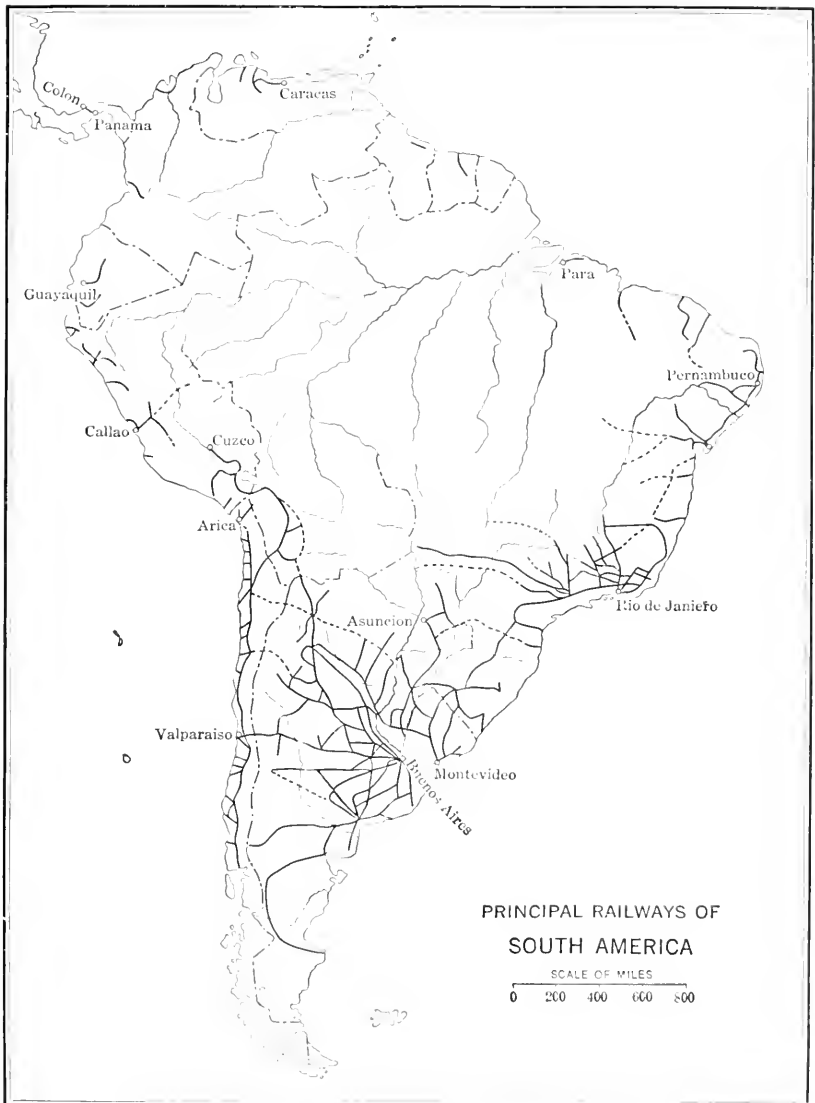 Colon
Panama
Caracas
Guayaquil
Para
Pernambuco
Callao
Cuzco
Arica
Rio de Janiero
Asuncion
Valparaiso
Montevideo
Buenos Aires
PRINCIPAL RAILWAYS OF
SOUTH AMERICA
SCALE OF MILES
0 200 400 600 800